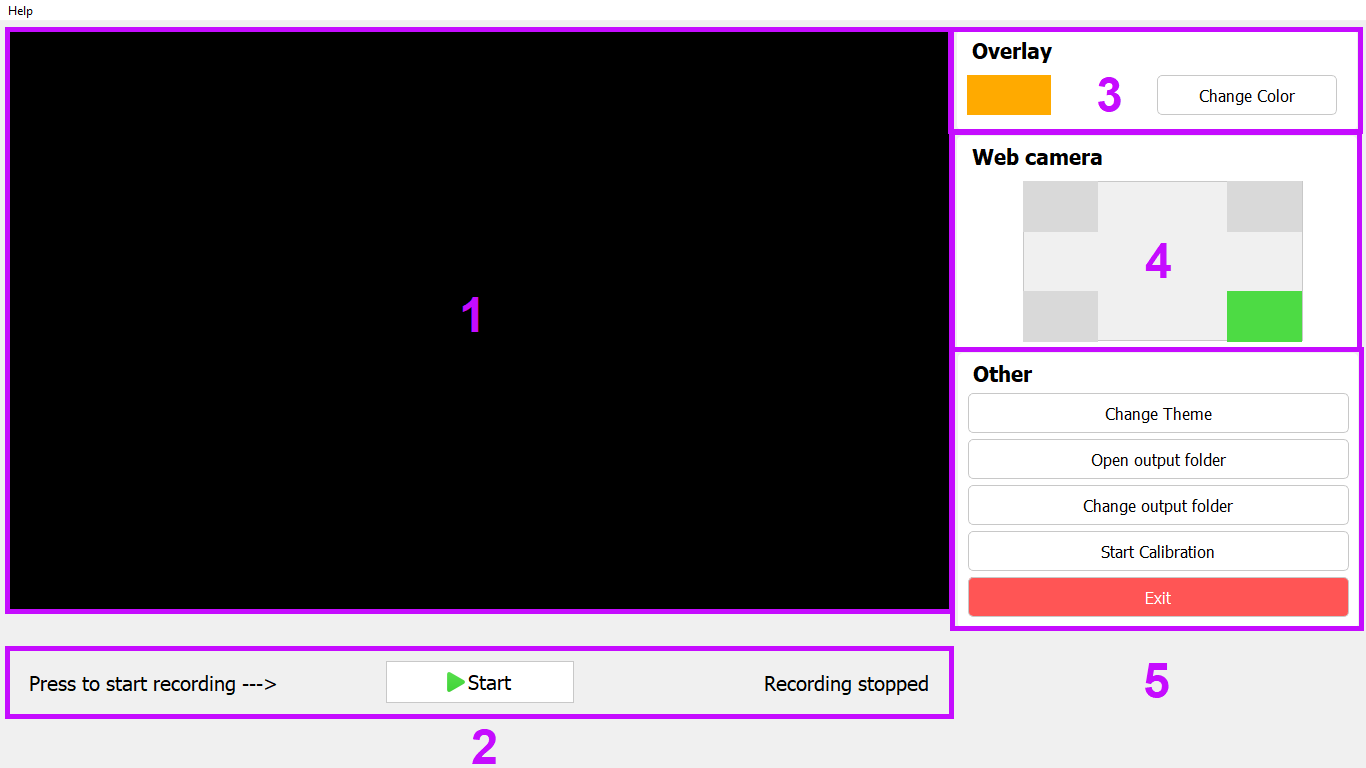 Help
1
Overlay
3
Change Color
Web camera
4
Other
Change Theme
Open output folder
Change output folder
Start Calibration
Exit
Press to start recording --->
Start
Recording stopped
5
2